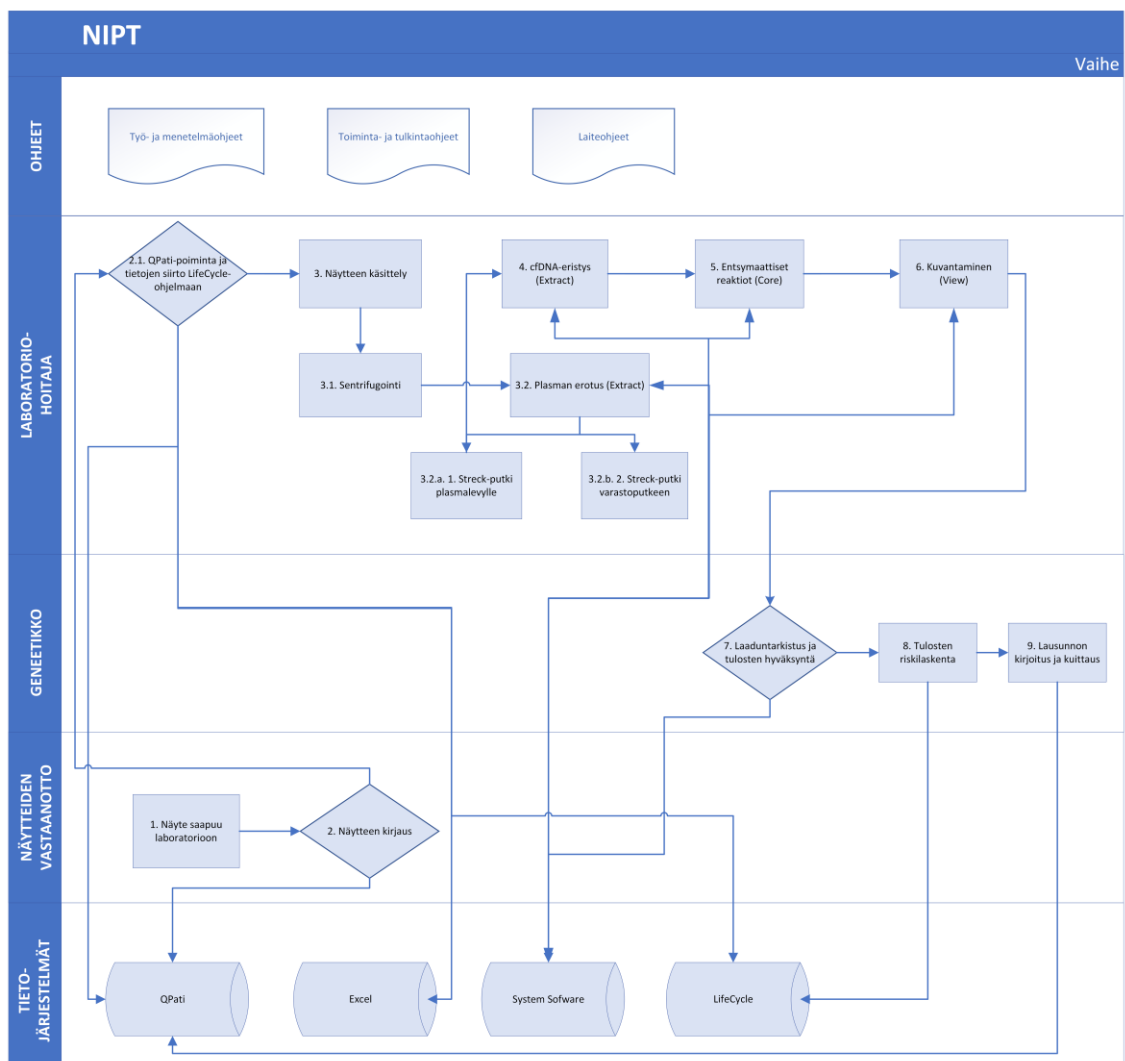 NIPT
Vaihe
OHJEET
Työ- ja menetelmäohjeet
Toiminta- ja tulkintaohjeet
Laiteohjeet
LABORATORIO-
HOITAJA
2.1. QPati-poiminta ja
tietojen siirto LifeCycle-
ohjelmaan
3. Näytteen käsittely
4. cfDNA-eristys
(Extract)
5. Entsymaattiset
reaktiot (Core)
6. Kuvantaminen
(View)
3.1. Sentrifugointi
3.2. Plasman erotus (Extract)
3.2.a. 1. Streck-putki
plasmalevylle
3.2.b. 2. Streck-putki
varastoputkeen
GENEETIKKO
7. Laaduntarkistus ja
tulosten hyväksyntä
8. Tulosten
riskilaskenta
9. Lausunnon
kirjoitus ja kuittaus
NÄYTTEIDEN
VASTAANOTTO
1. Näyte saapuu
laboratorioon
2. Näytteen kirjaus
TIETO-
JÄRJESTELMÄT
QPati
Excel
System Sofware
LifeCycle